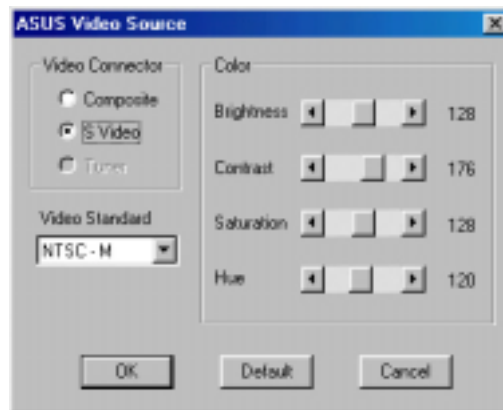 ASUS Video Source
Video Connector
Composite
S Video
Tuner
Video Standard
NTSC - M
Color
Brightness 128
Contrast 176
Saturation 128
Hue 120
OK Default Cancel